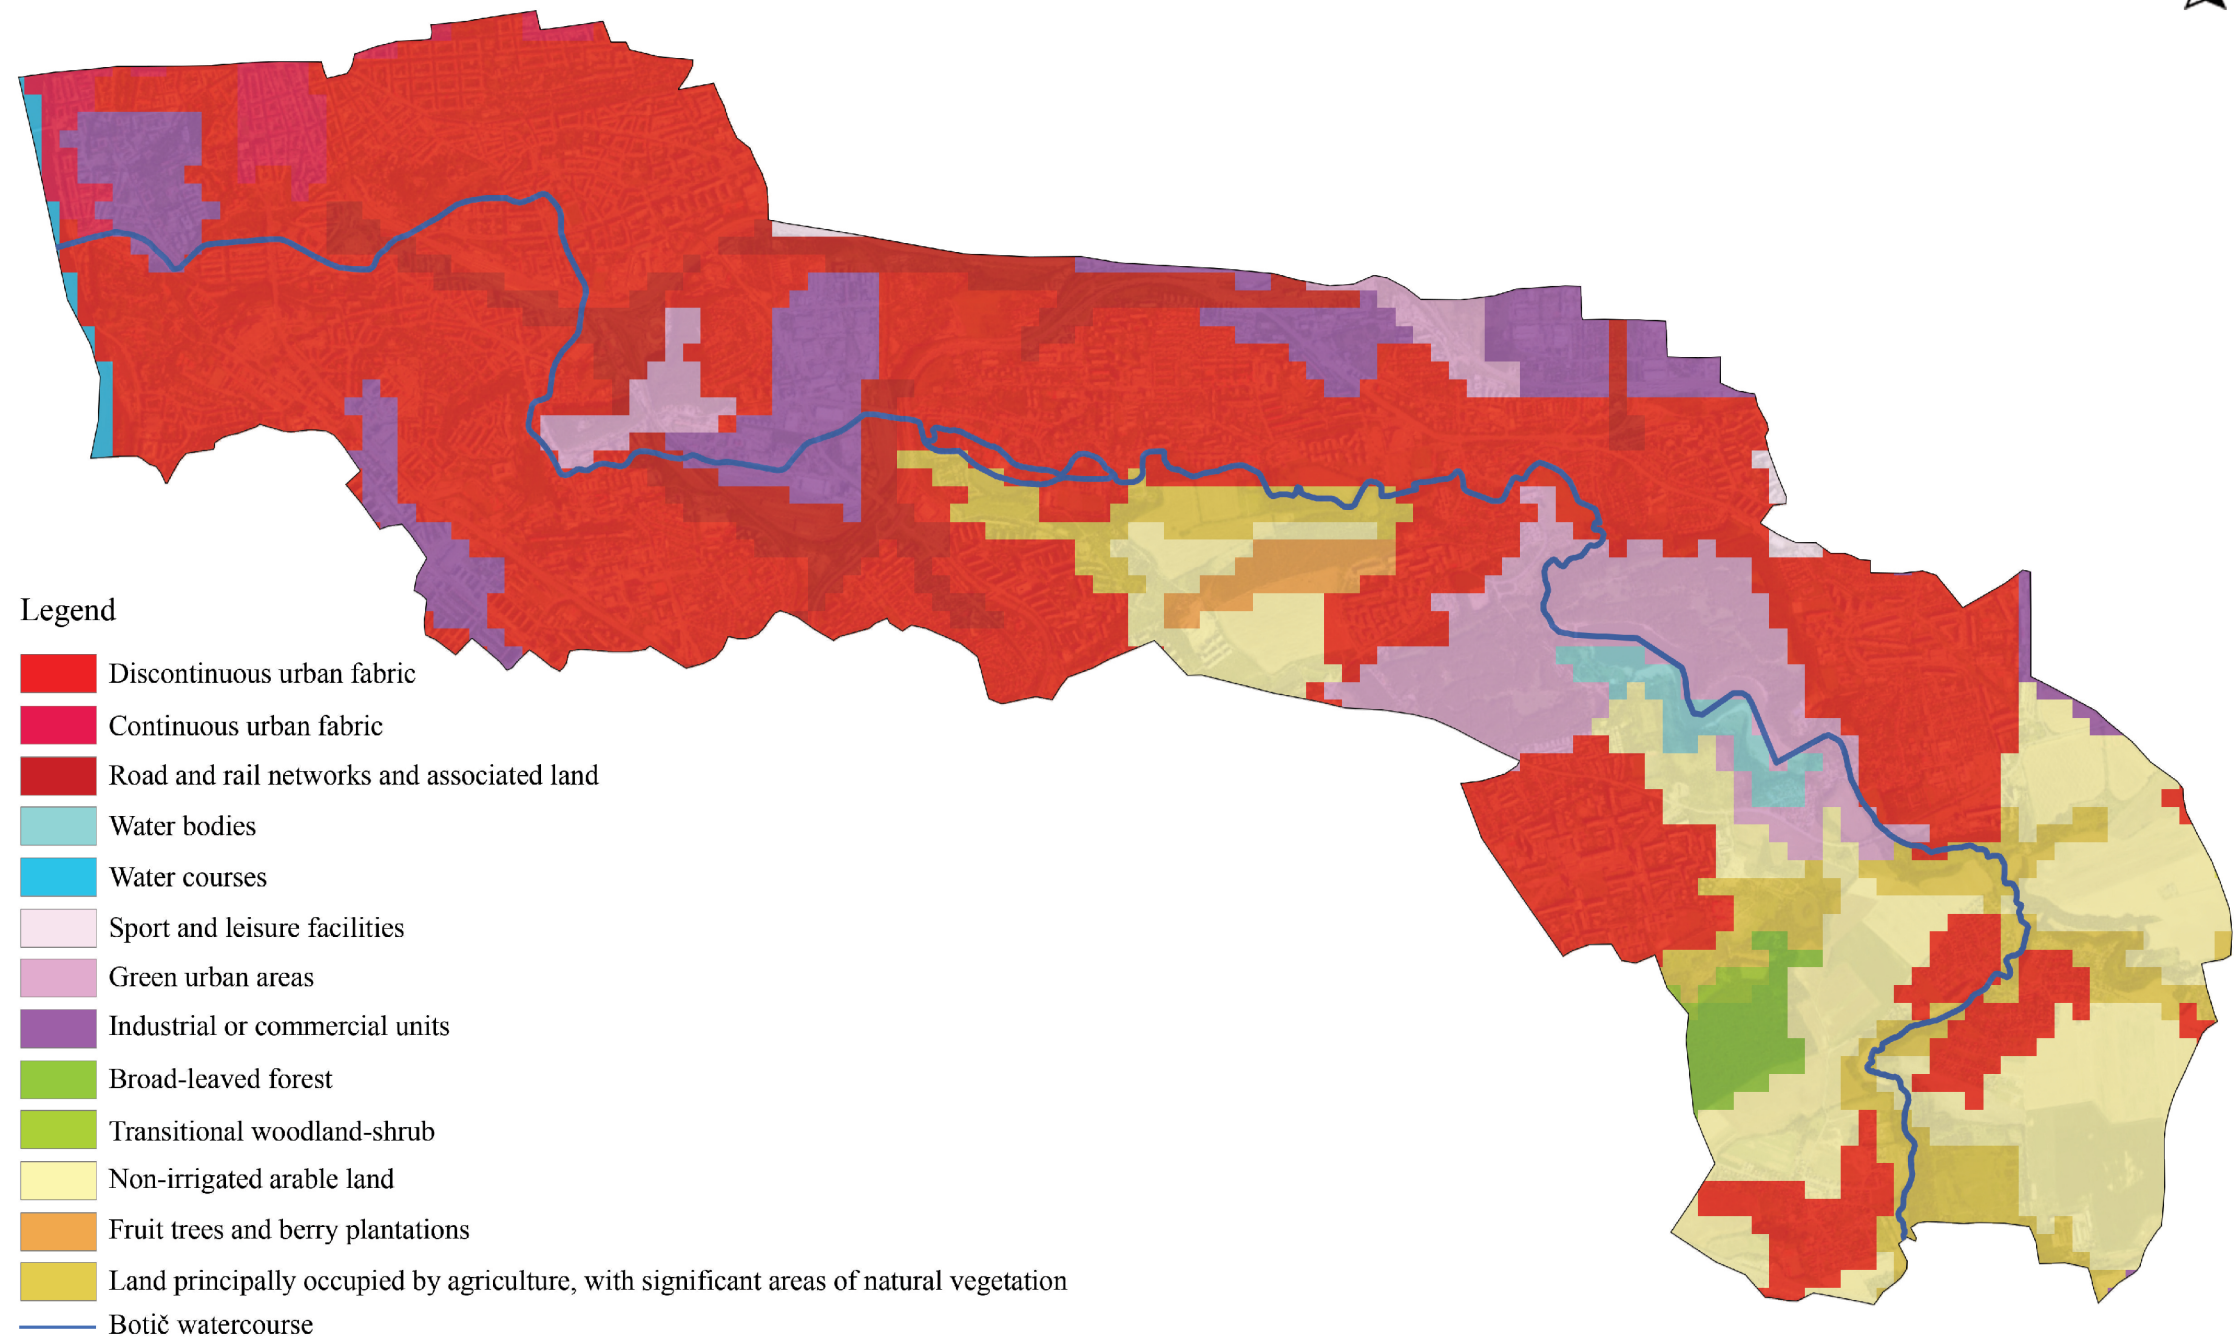 Legend
Discontinuous urban fabric
Continuous urban fabric
Road and rail networks and associated land
Water bodies
Water courses
Sport and leisure facilities
Green urban areas
Industrial or commercial units
Broad-leaved forest
Transitional woodland-shrub
Non-irrigated arable land
Fruit trees and berry plantations
Land principally occupied by agriculture, with significant areas of natural vegetation
Botič watercourse